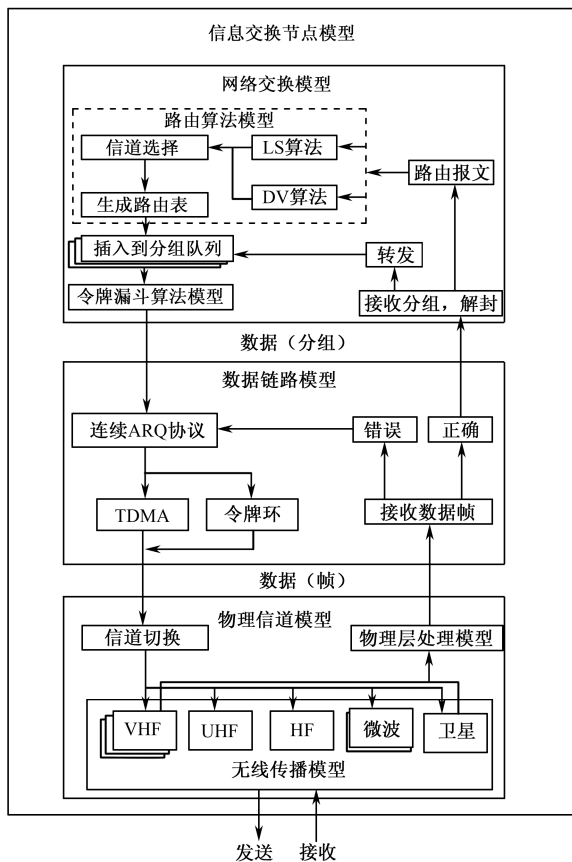 信息交换节点模型
网络交换模型
路由算法模型
信道选择
LS算法
路由报文
生成路由表
DV算法
插入到分组队列
转发
令牌漏斗算法模型
接收分组，解封
数据（分组）
数据链路模型
连续ARQ协议
错误
正确
TDMA
令牌环
接收数据帧
数据（帧）
物理信道模型
信道切换
物理层处理模型
VHF
UHF
HF
微波
卫星
无线传播模型
发送
接收